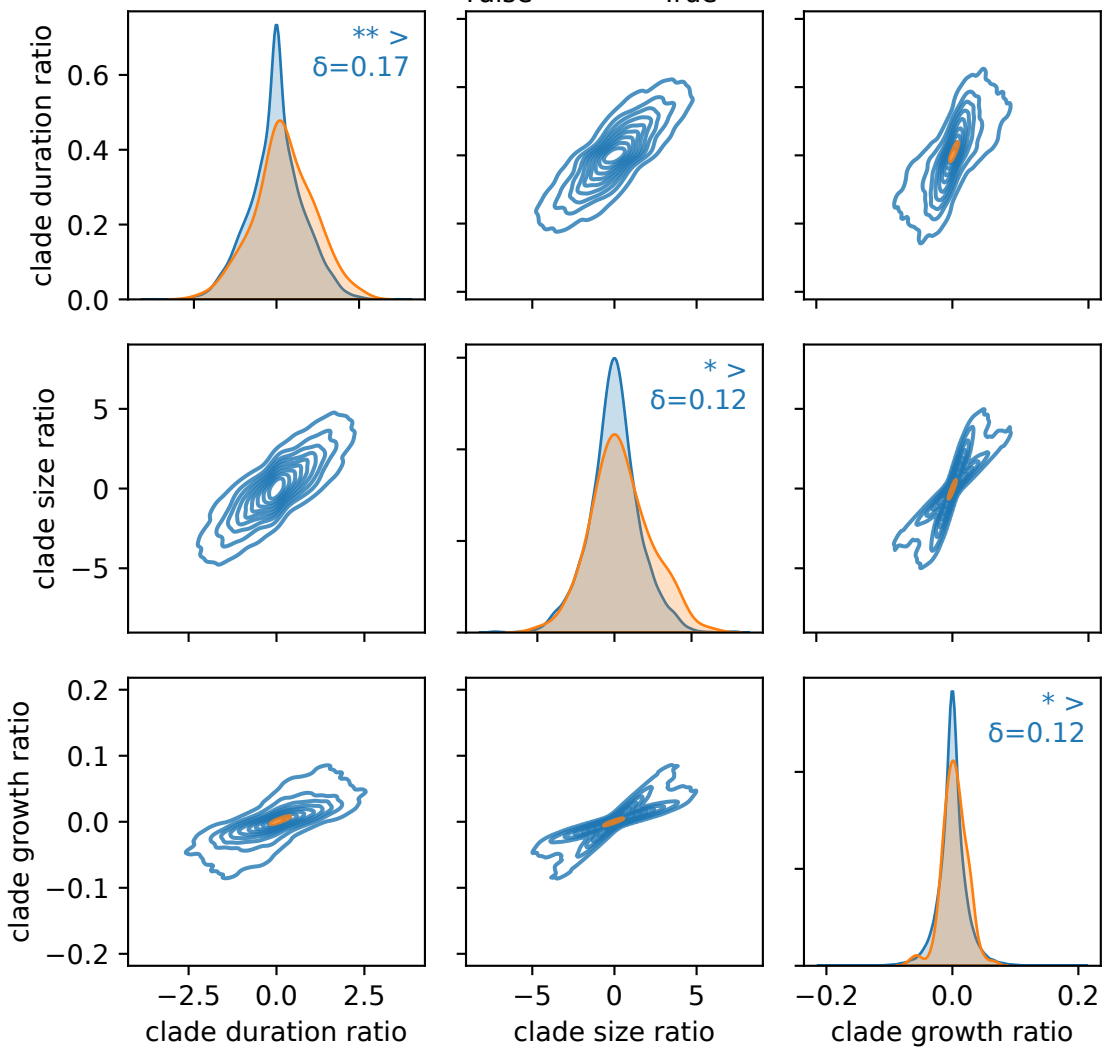 clade duration ratio
0.6
0.4
0.2
0.0
** >
δ=0.17
clade size ratio
5
0
−5
* >
δ=0.12
clade growth ratio
0.2
0.1
0.0
−0.1
−0.2
* >
δ=0.12
−2.5 0.0 2.5
−5 0 5
−0.2 0.0 0.2
clade duration ratio
clade size ratio
clade growth ratio